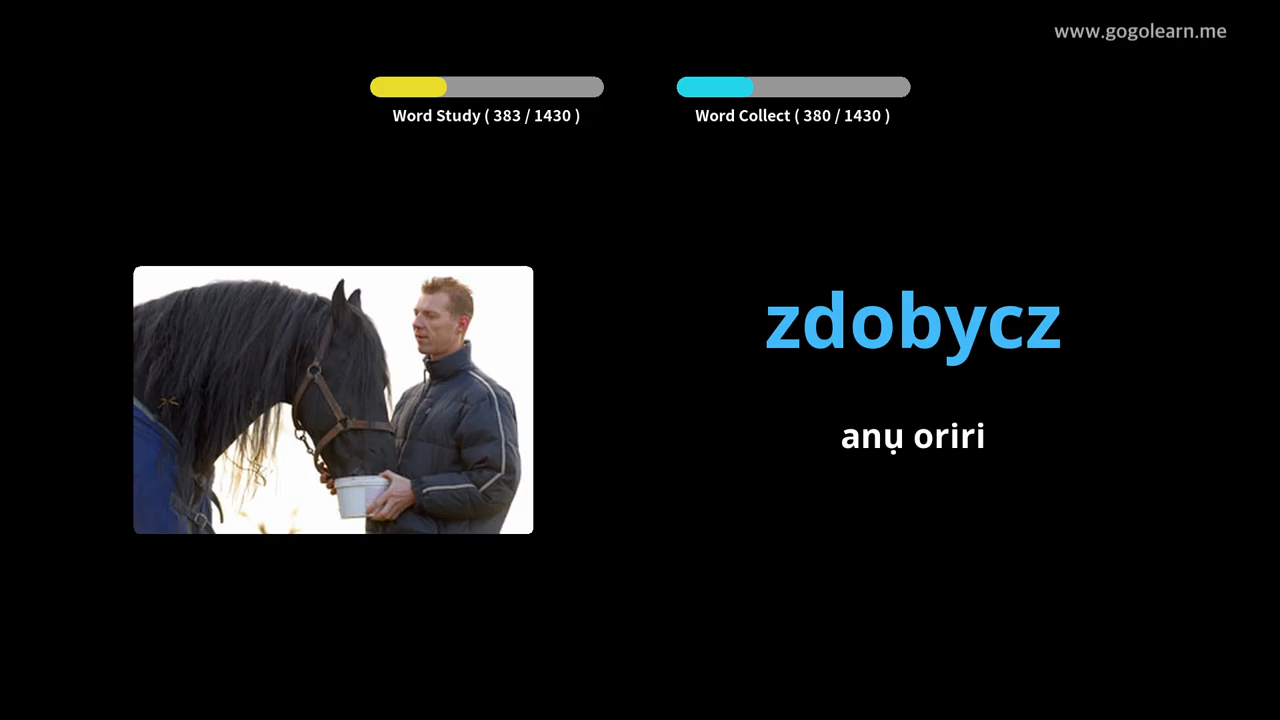 www.gogolearn.me
Word Study ( 383 / 1430 )
Word Collect ( 380 / 1430 )
zdobycz
anụ oriri